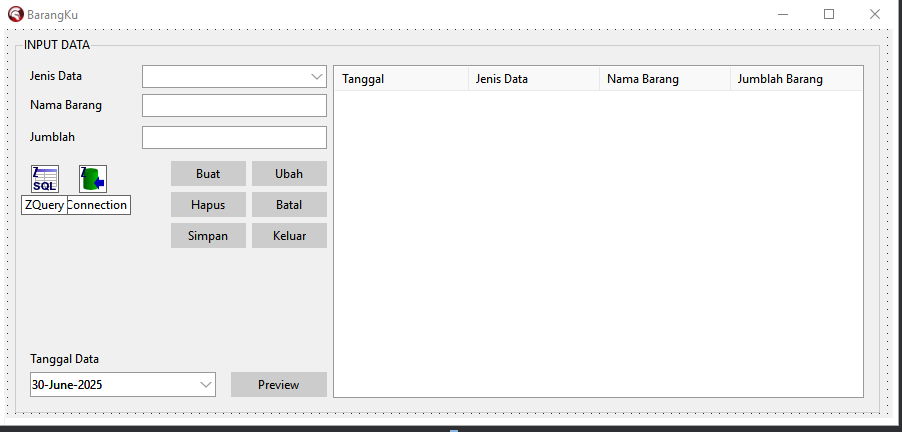 BarangKu
INPUT DATA
Jenis Data
Nama Barang
Jumblah
Z
SQL
Z
ZQuery
Connection
Buat
Ubah
Hapus
Batal
Simpan
Keluar
Tanggal Data
30-June-2025
Preview
Tanggal
Jenis Data
Nama Barang
Jumblah Barang